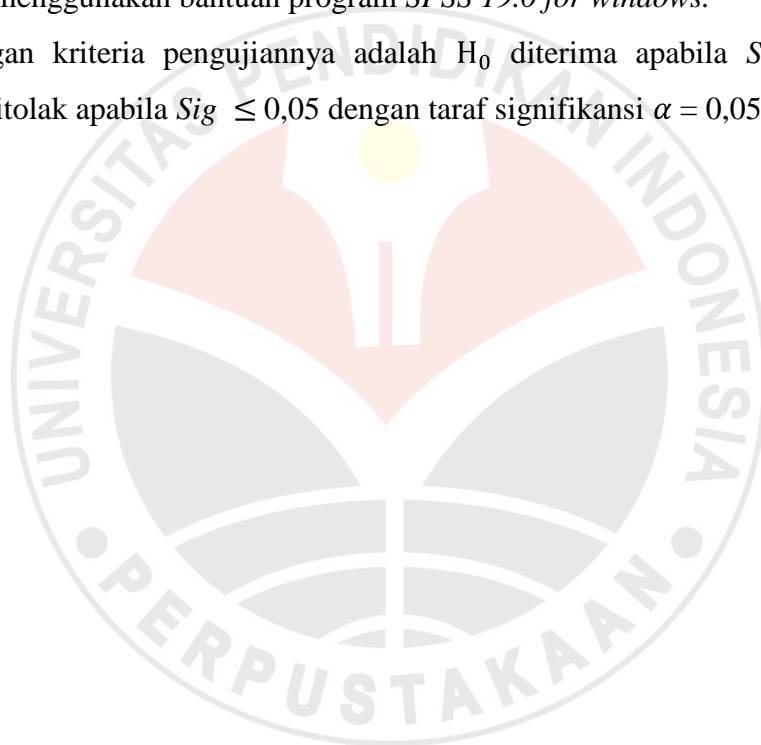 menggunakan bantuan program SPSS 19.0 for windows.
gan kriteria pengujiannya adalah H₀ diterima apabila S
itolak apabila Sig ≤ 0,05 dengan taraf signifikansi α = 0,05
UNIVERSITAS PENDIDIKAN INDONESIA
PERPUSTAKAAN